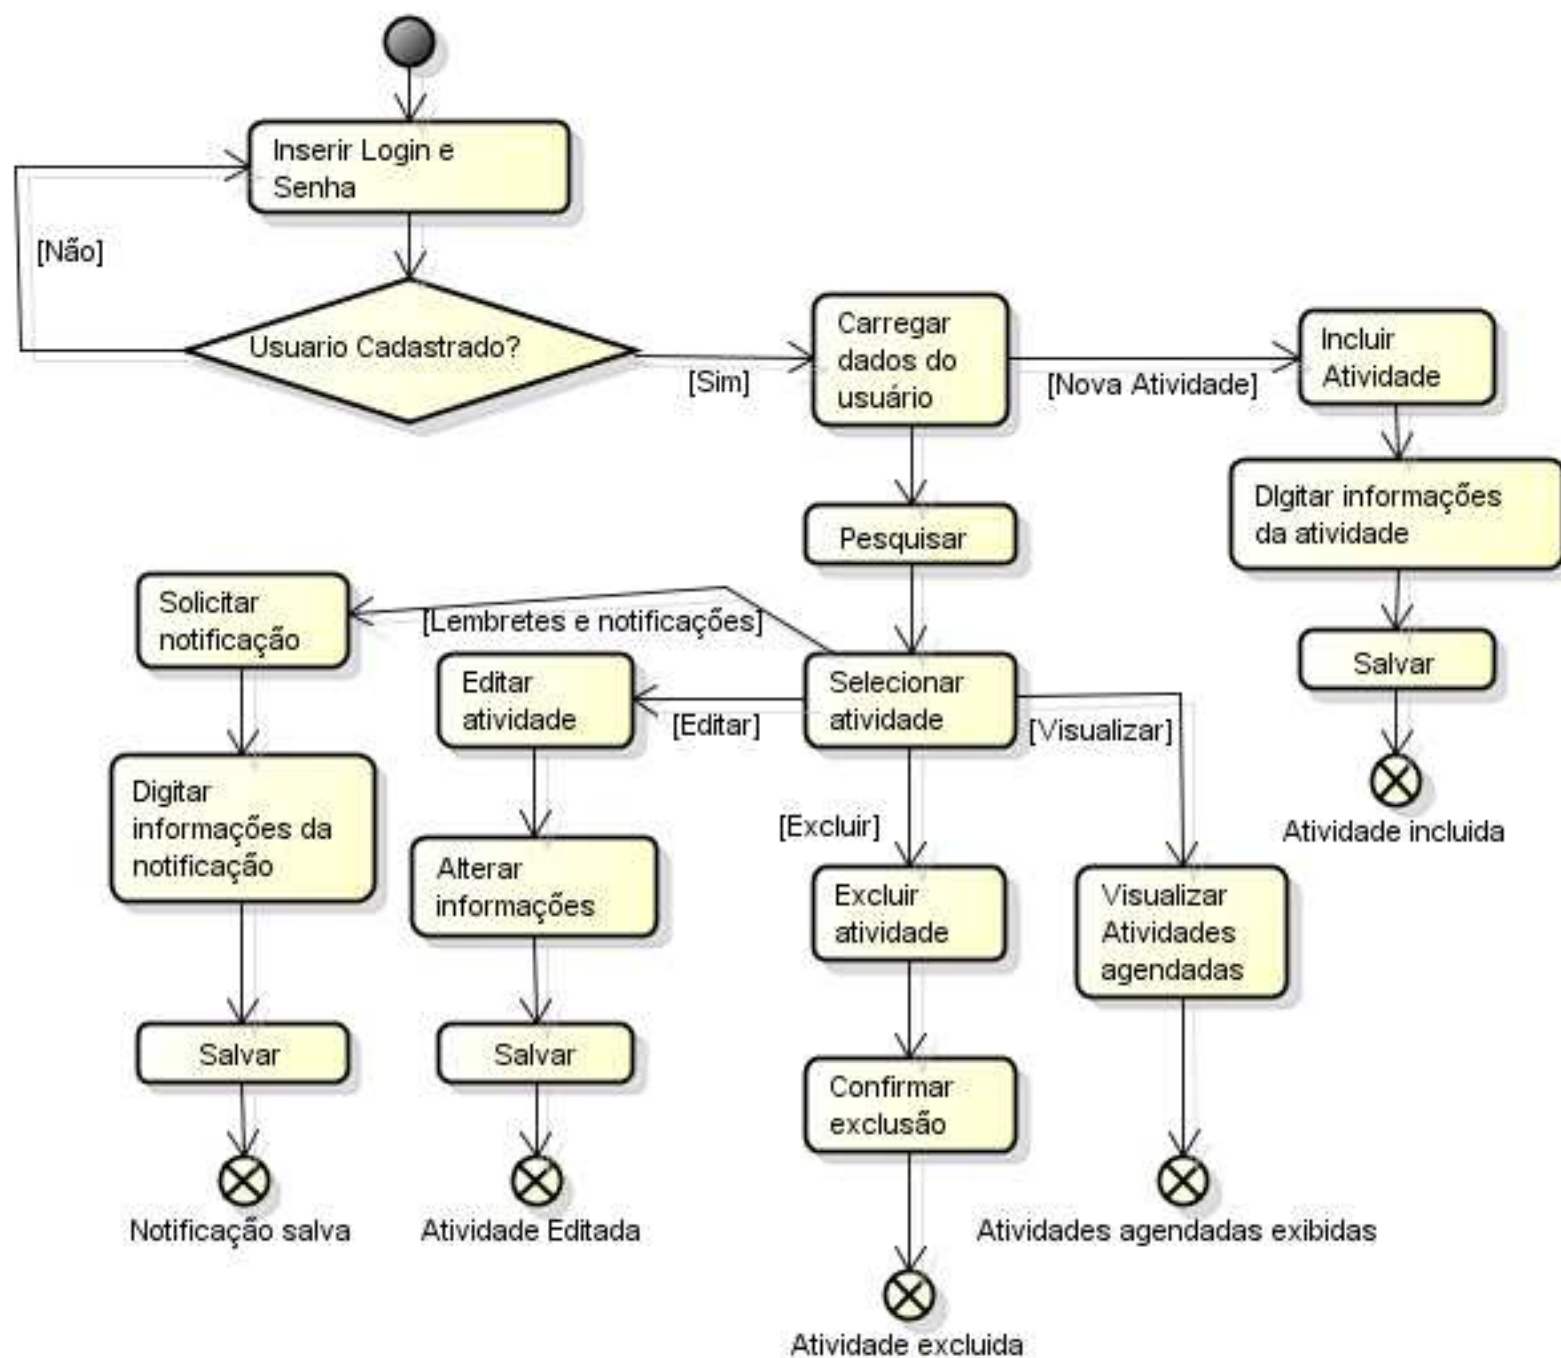 Inserir Login e
Senha
[Não]
Usuario Cadastrado?
[Sim]
Carregar
dados do
usuário
[Nova Atividade]
Incluir
Atividade
DIgitar informações
da atividade
Salvar
Atividade incluida
Pesquisar
Selecionar
atividade
[Lembretes e notificações]
Solicitar
notificação
Digitar
informações da
notificação
Salvar
Notificação salva
[Editar]
Editar
atividade
Alterar
informações
Salvar
Atividade Editada
[Excluir]
Excluir
atividade
Confirmar
exclusão
Atividade excluida
[Visualizar]
Visualizar
Atividades
agendadas
Atividades agendadas exibidas